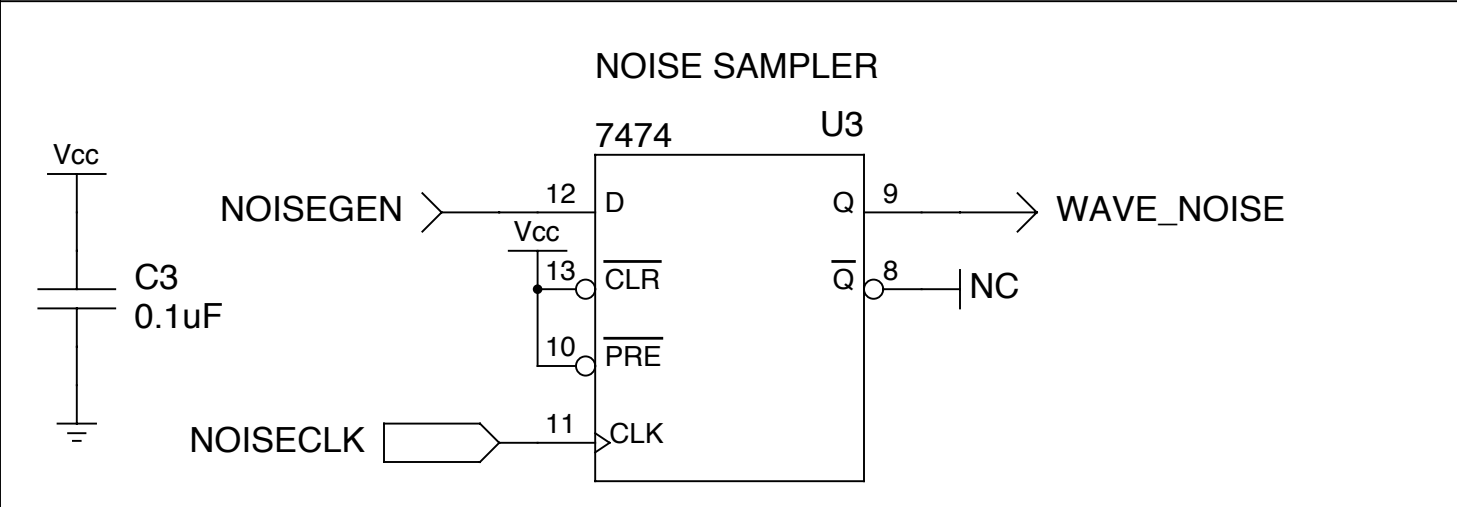 NOISE SAMPLER
7474
U3
Vcc
C3
0.1uF
NOISEGEN
12
D
Q
9
WAVE_NOISE
Vcc
13
CLR
Q
8
NC
10
PRE
NOISECLK
11
CLK